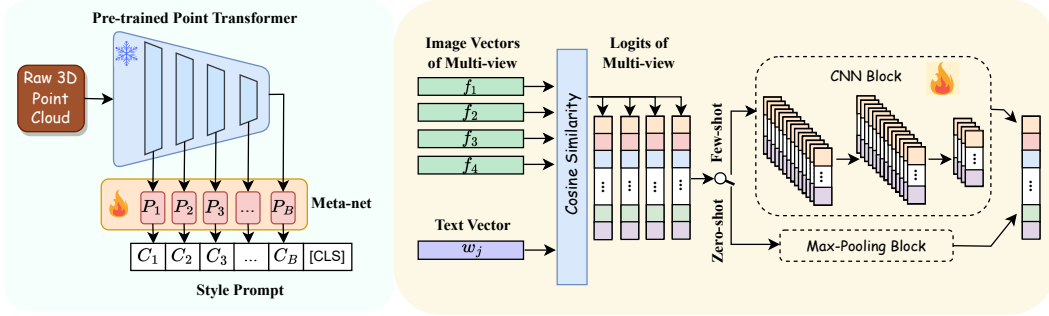 Pre-trained Point Transformer
Raw 3D
Point
Cloud
P1 P2 P3 ... PB
Meta-net
C1 C2 C3 ... CB [CLS]
Style Prompt
Image Vectors
of Multi-view
f1
f2
f3
f4
Text Vector
wj
Cosine Similarity
Logits of
Multi-view
... ... ... ...
Few-shot
Zero-shot
CNN Block
... ... ...
Max-Pooling Block
...